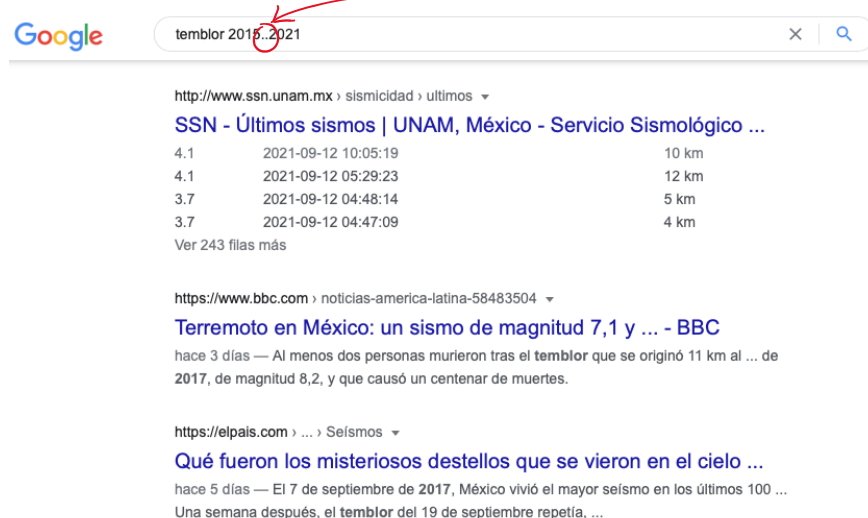 Google
temblor 2015..2021
http://www.ssn.unam.mx › sismicidad › ultimos
SSN - Últimos sismos | UNAM, México - Servicio Sismológico ...
4.1 2021-09-12 10:05:19 10 km
4.1 2021-09-12 05:29:23 12 km
3.7 2021-09-12 04:48:14 5 km
3.7 2021-09-12 04:47:09 4 km
Ver 243 filas más
https://www.bbc.com › noticias-america-latina-58483504
Terremoto en México: un sismo de magnitud 7,1 y ... - BBC
hace 3 días — Al menos dos personas murieron tras el temblor que se originó 11 km al ... de
2017, de magnitud 8,2, y que causó un centenar de muertes.
https://elpais.com › ... › Seísmos
Qué fueron los misteriosos destellos que se vieron en el cielo ...
hace 5 días — El 7 de septiembre de 2017, México vivió el mayor seísmo en los últimos 100 ...
Una semana después, el temblor del 19 de septiembre repetía, ...